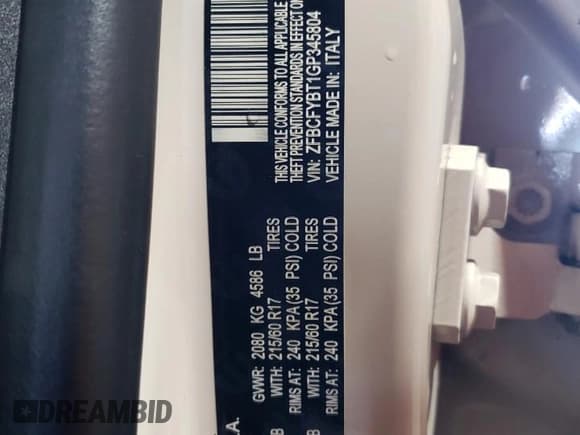 THIS VEHICLE CONFORMS TO ALL APPLICABLE
THEFT PREVENTION STANDARDS IN EFFECT ON
VIN: ZFBCFYBT1GP345804
VEHICLE MADE IN: ITALY
.A.
GVWR: 2080 KG 4586 LB
B WITH: 215/60 R17 TIRES
RIMS AT: 240 KPA (35 PSI) COLD
B WITH: 215/60 R17 TIRES
RIMS AT: 240 KPA (35 PSI) COLD
DREAMBID